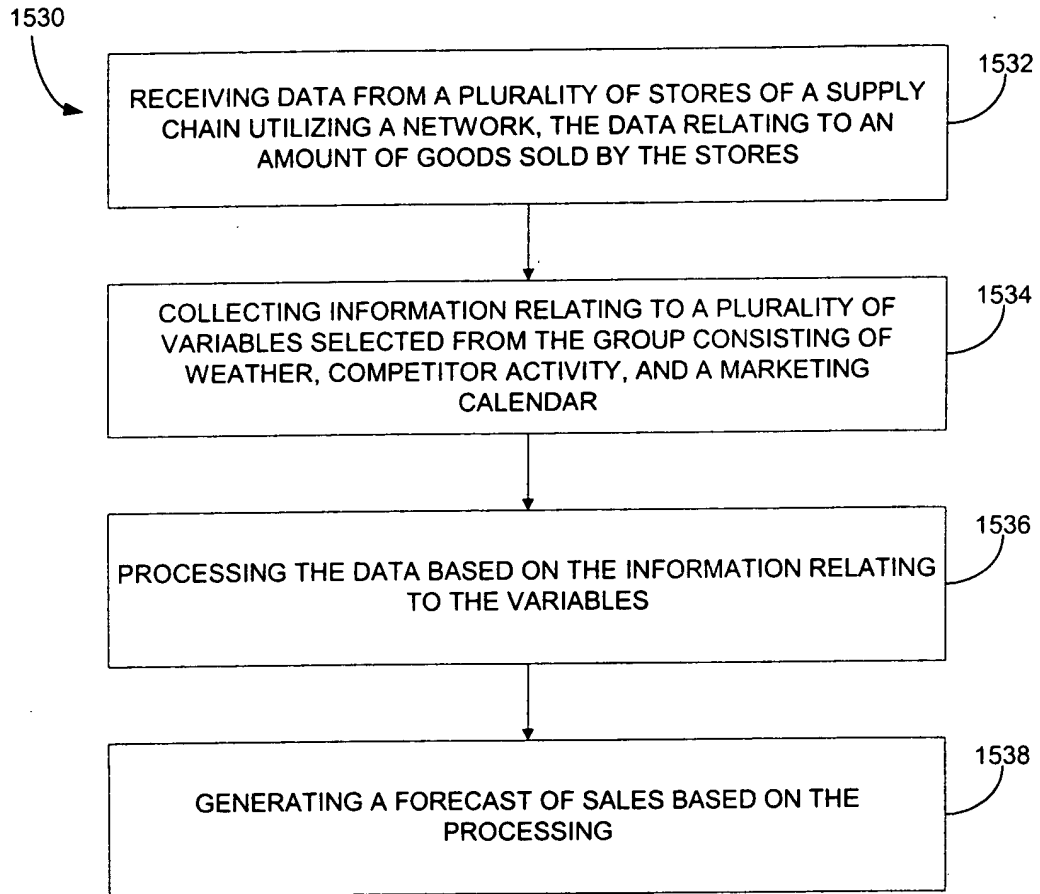 1530
1532
RECEIVING DATA FROM A PLURALITY OF STORES OF A SUPPLY
CHAIN UTILIZING A NETWORK, THE DATA RELATING TO AN
AMOUNT OF GOODS SOLD BY THE STORES
1534
COLLECTING INFORMATION RELATING TO A PLURALITY OF
VARIABLES SELECTED FROM THE GROUP CONSISTING OF
WEATHER, COMPETITOR ACTIVITY, AND A MARKETING
CALENDAR
1536
PROCESSING THE DATA BASED ON THE INFORMATION RELATING
TO THE VARIABLES
1538
GENERATING A FORECAST OF SALES BASED ON THE
PROCESSING